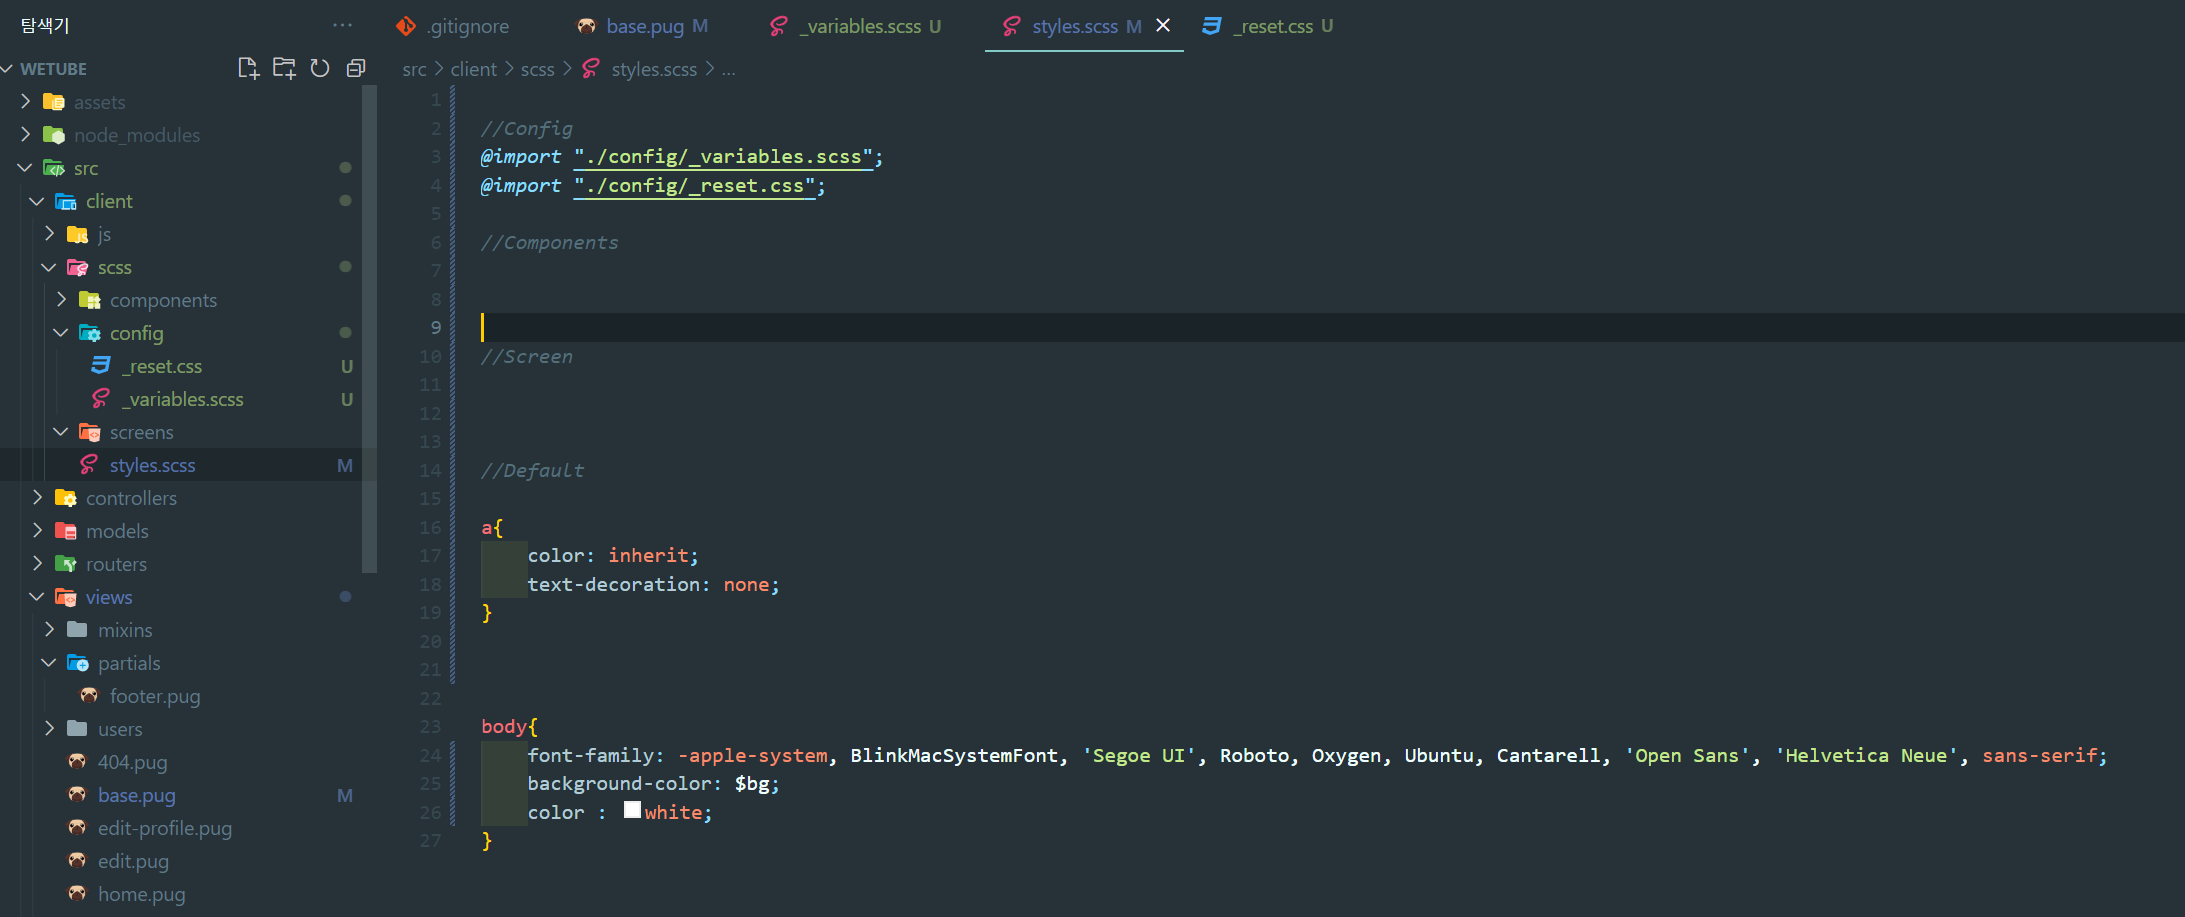 탐색기 ···
WETUBE
assets
node_modules
src
client
js
scss
components
config
_reset.css U
_variables.scss U
screens
styles.scss M
controllers
models
routers
views
mixins
partials
footer.pug
users
404.pug
base.pug M
edit-profile.pug
edit.pug
home.pug
.gitignore base.pug M _variables.scss U styles.scss M _reset.css U
src > client > scss > styles.scss > ...
1
2 //Config
3 @import "./config/_variables.scss";
4 @import "./config/_reset.css";
5
6 //Components
7
8
9
10 //Screen
11
12
13
14 //Default
15
16 a{
17 color: inherit;
18 text-decoration: none;
19 }
20
21
22
23 body{
24 font-family: -apple-system, BlinkMacSystemFont, 'Segoe UI', Roboto, Oxygen, Ubuntu, Cantarell, 'Open Sans', 'Helvetica Neue', sans-serif;
25 background-color: $bg;
26 color : white;
27 }